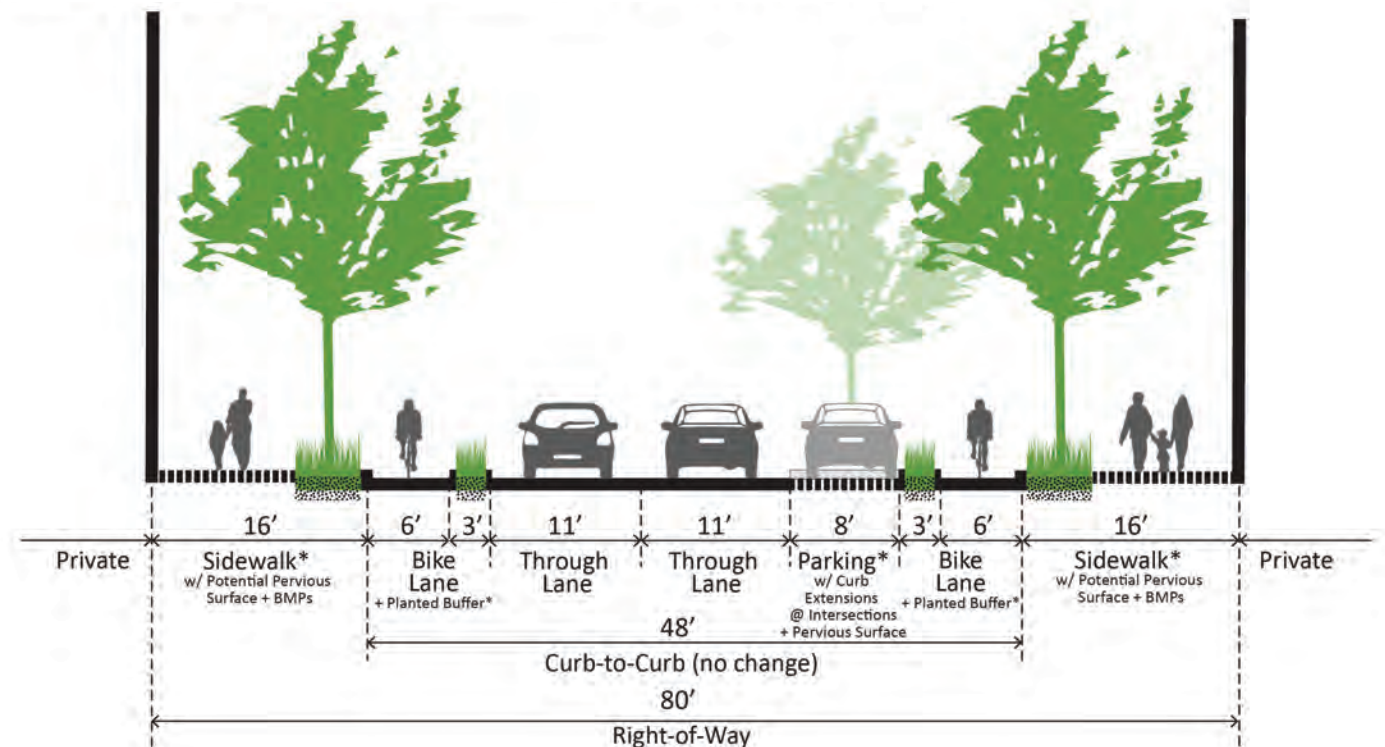 16’ 6’ 3’ 11’ 11’ 8’ 3’ 6’ 16’
Private
Sidewalk*
w/ Potential Pervious
Surface + BMPs
Bike
Lane
+ Planted Buffer*
Through
Lane
Through
Lane
Parking*
w/ Curb
Extensions
@ Intersections
+ Pervious Surface
Bike
Lane
+ Planted Buffer*
Sidewalk*
w/ Potential Pervious
Surface + BMPs
Private
48’
Curb-to-Curb (no change)
80’
Right-of-Way